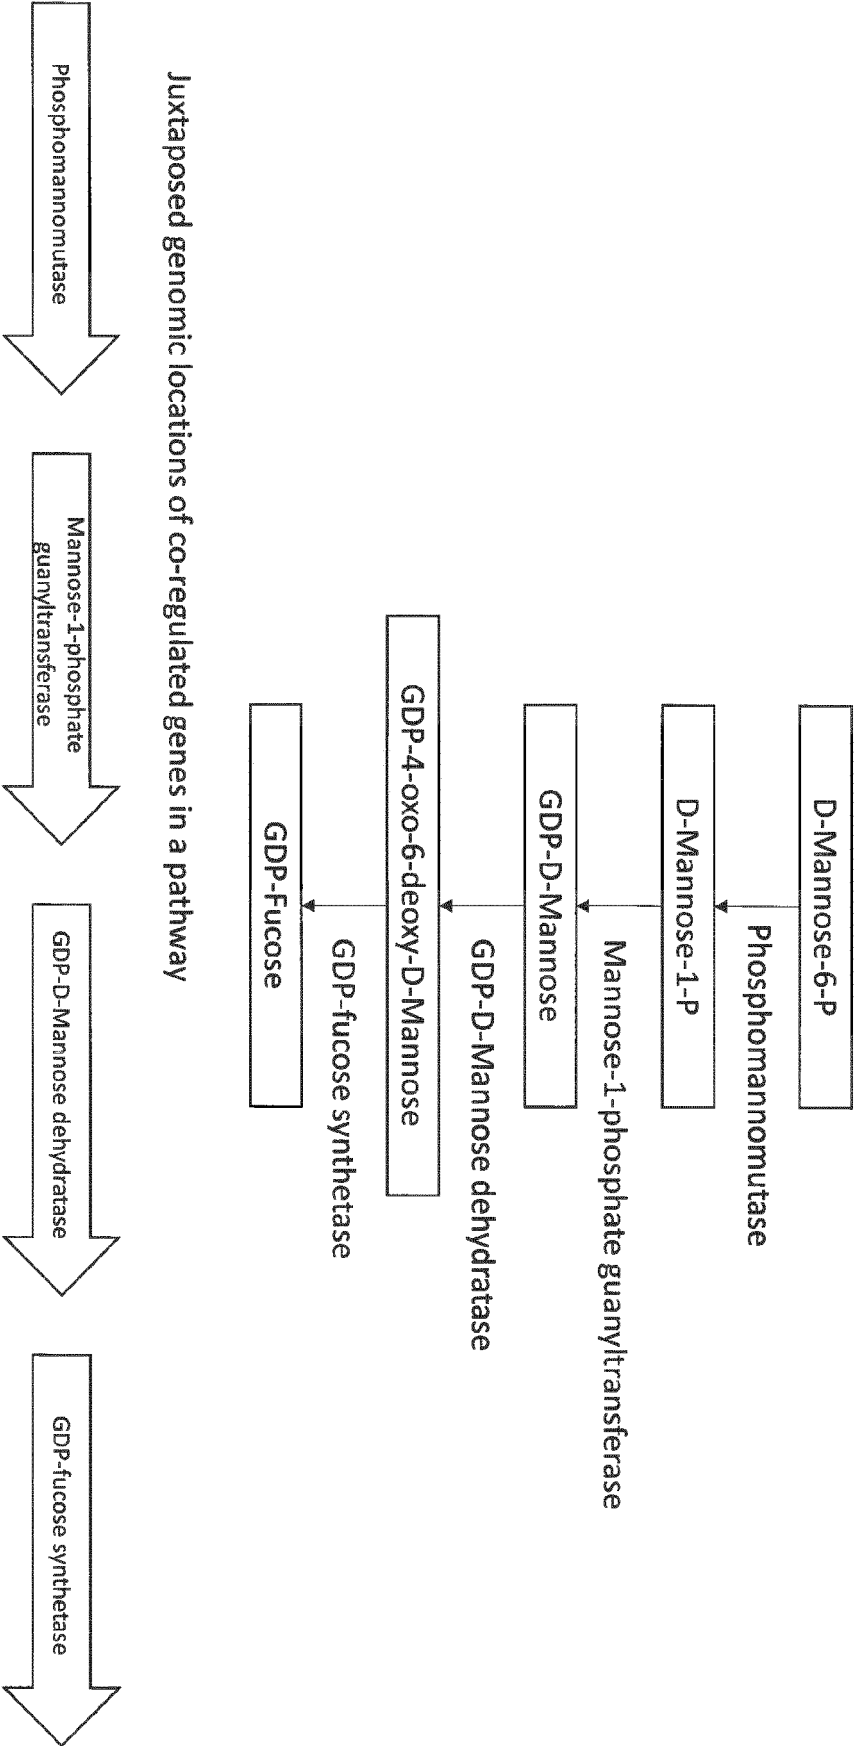 D-Mannose-6-P
Phosphomannomutase
D-Mannose-1-P
Mannose-1-phosphate guanyltransferase
GDP-D-Mannose
GDP-D-Mannose dehydratase
GDP-4-oxo-6-deoxy-D-Mannose
GDP-fucose synthetase
GDP-Fucose
Juxtaposed genomic locations of co-regulated genes in a pathway
Phosphomannomutase
Mannose-1-phosphate
guanyltransferase
GDP-D-Mannose dehydratase
GDP-fucose synthetase